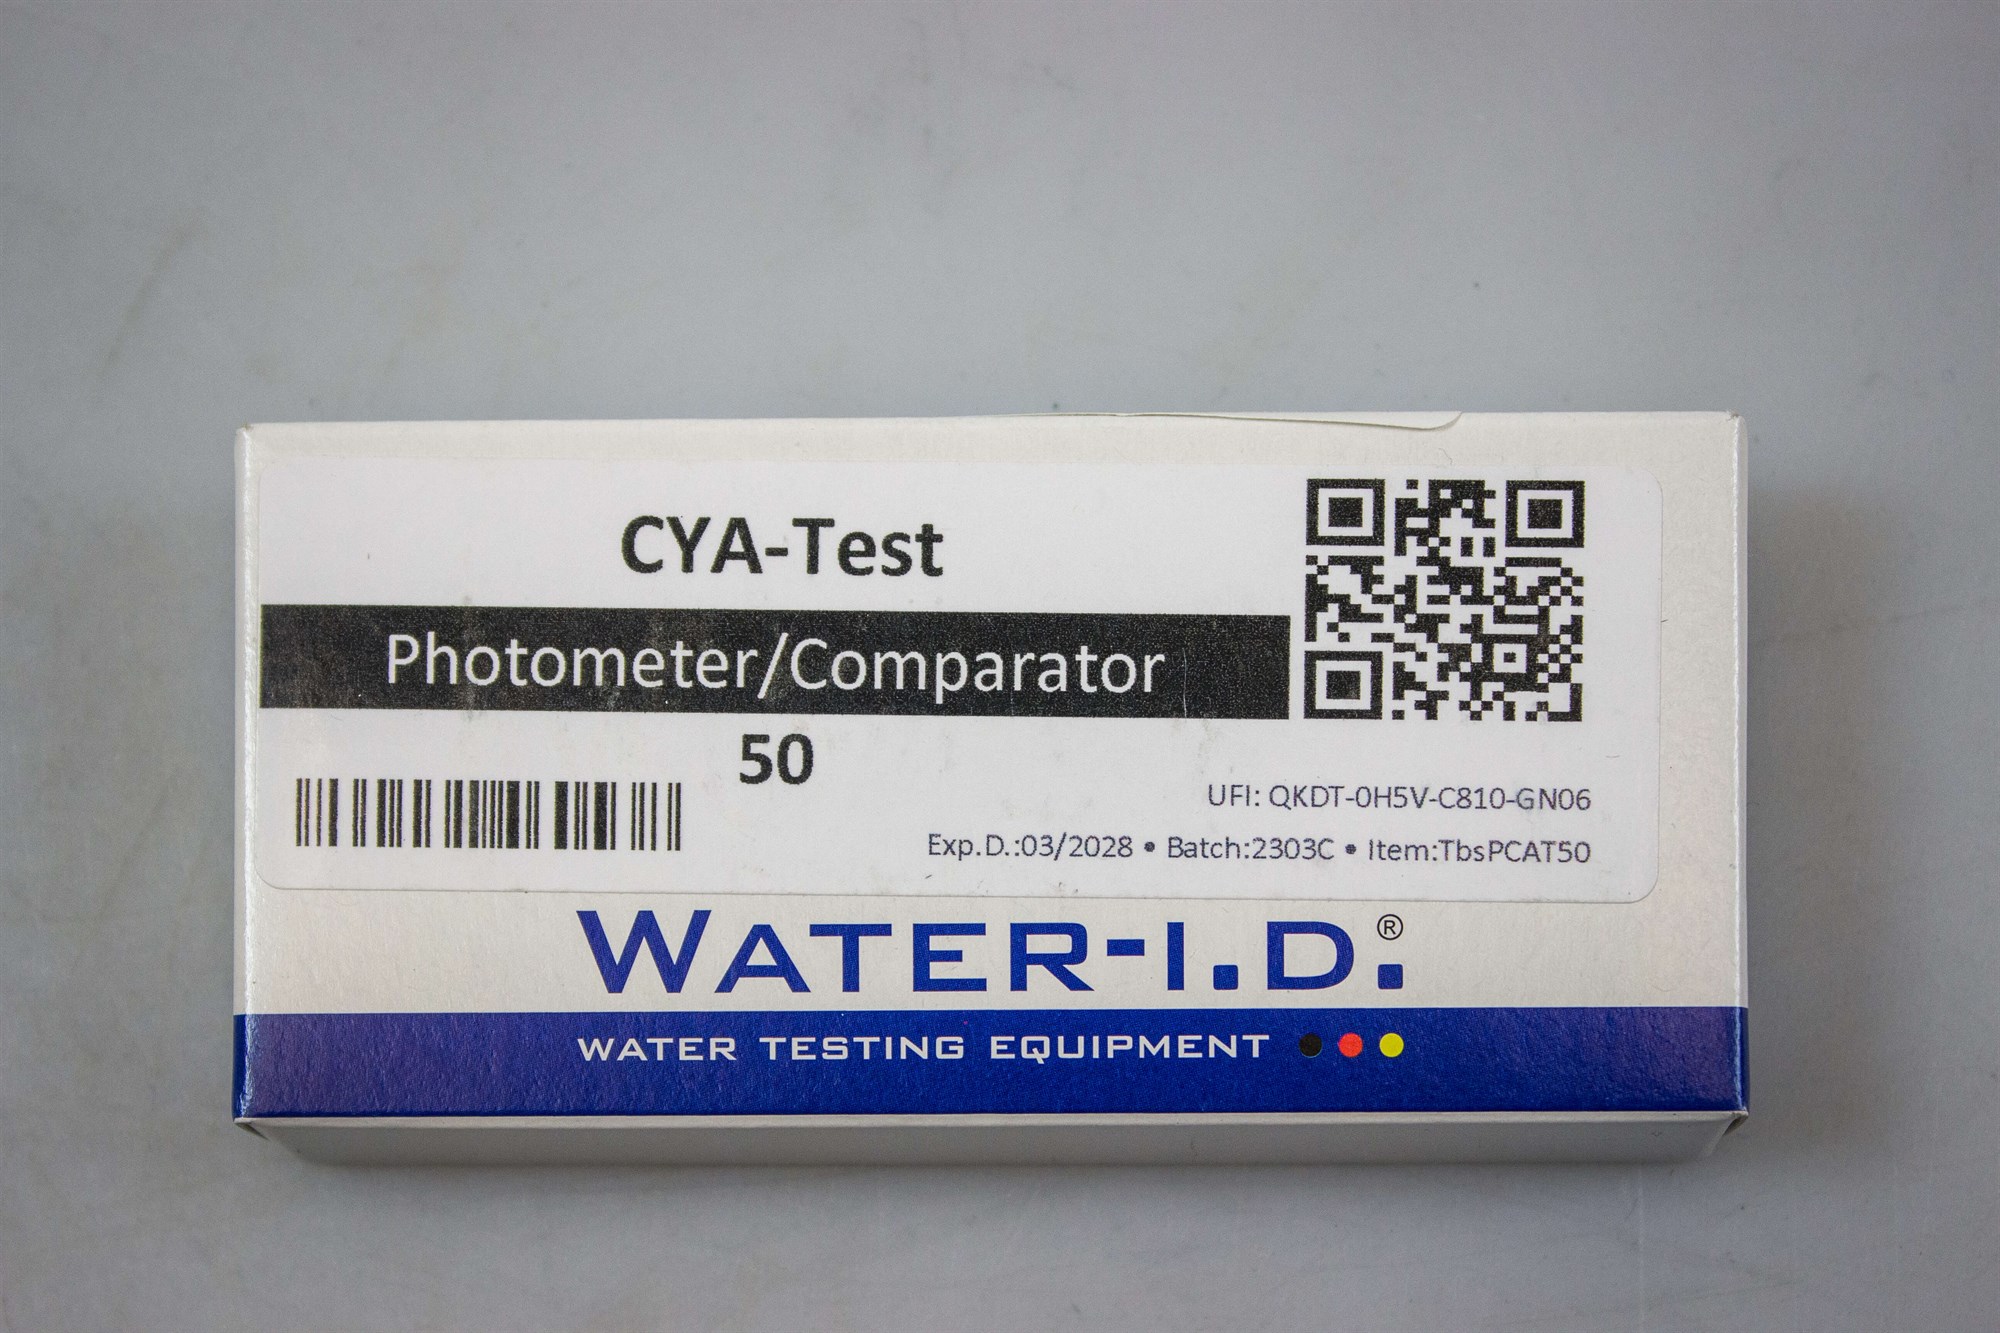 CYA-Test
Photometer/Comparator
50
UFI: QKDT-0H5V-C810-GN06
Exp.D.:03/2028 • Batch:2303C • Item:TbsPCAT50
WATER-I.D.®
WATER TESTING EQUIPMENT